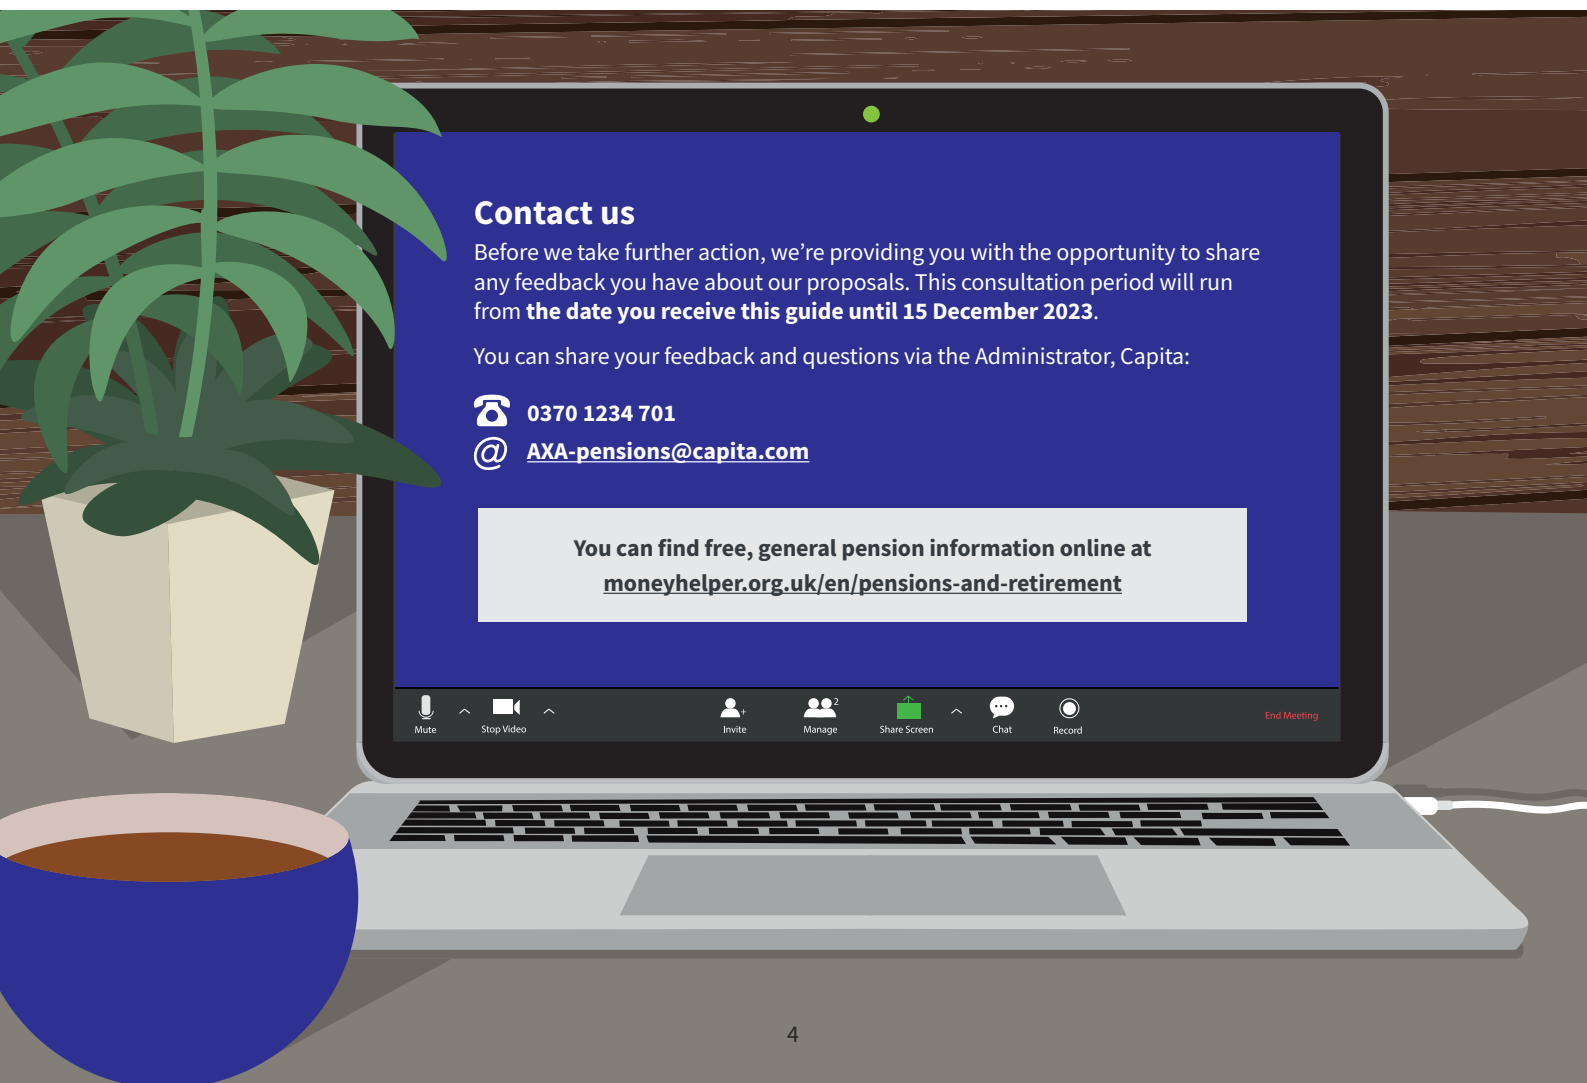 Contact us
Before we take further action, we’re providing you with the opportunity to share
any feedback you have about our proposals. This consultation period will run
from the date you receive this guide until 15 December 2023.
You can share your feedback and questions via the Administrator, Capita:
0370 1234 701
@ AXA-pensions@capita.com
You can find free, general pension information online at
moneyhelper.org.uk/en/pensions-and-retirement
Mute
Stop Video
Invite
2
Manage
Share Screen
Chat
Record
End Meeting
4